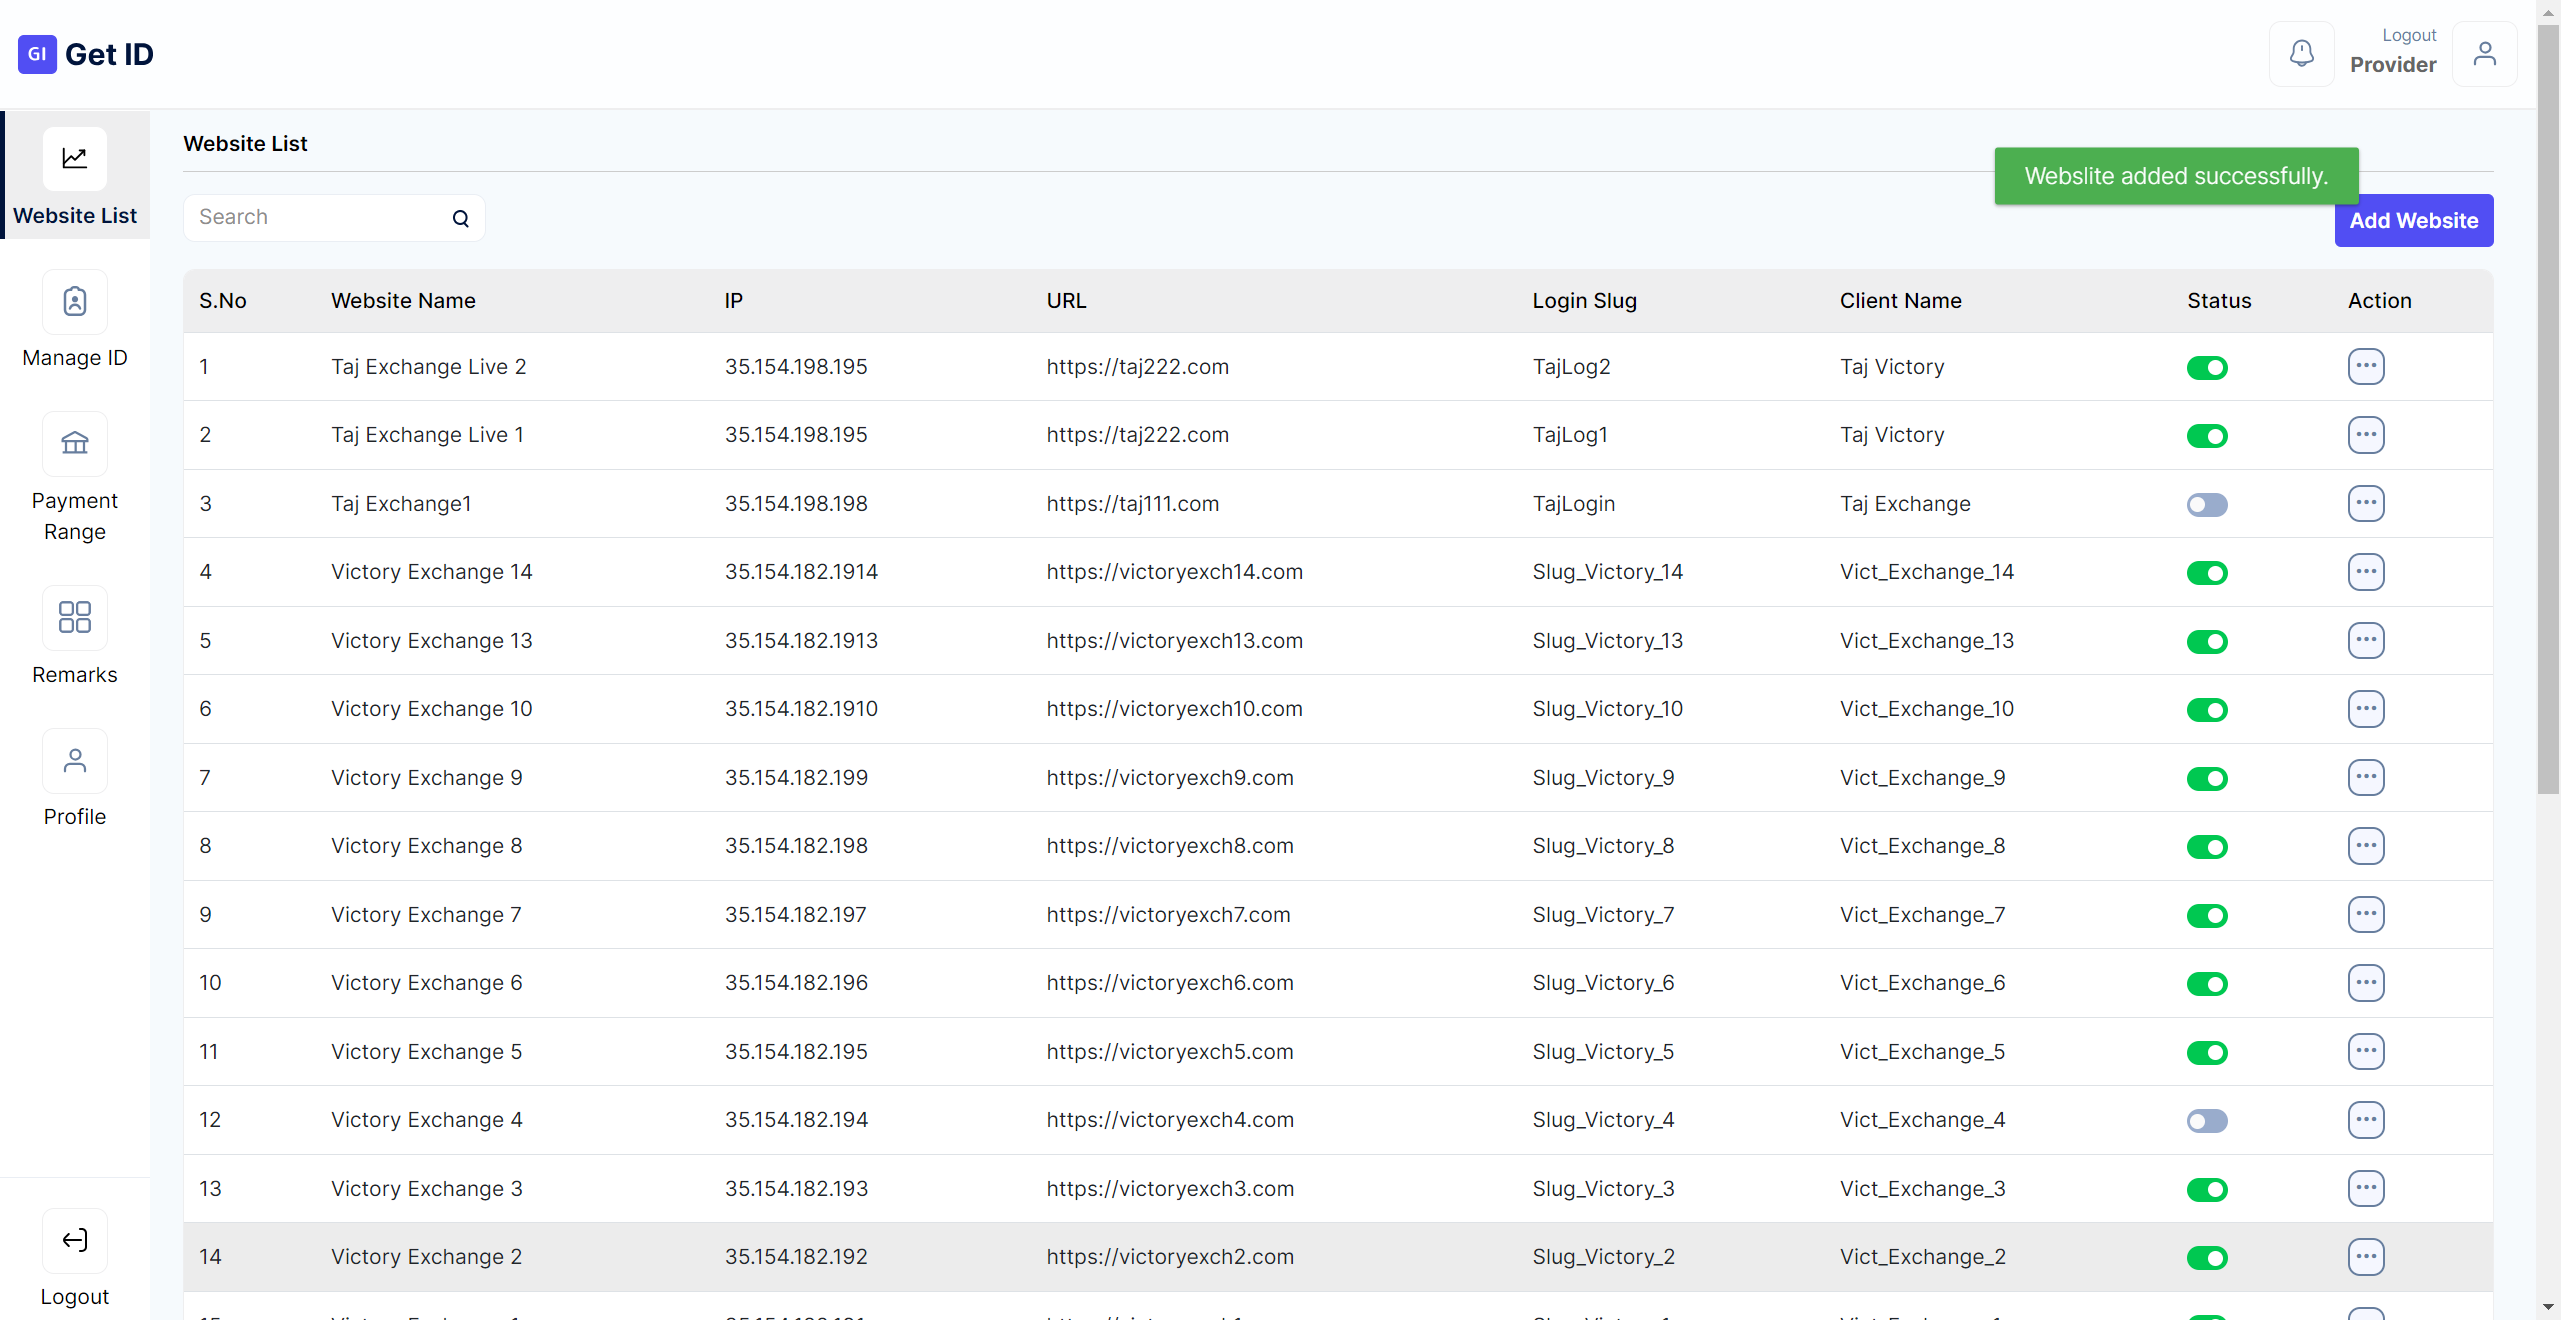 GI Get ID
Logout
Provider
Website List
Manage ID
Payment
Range
Remarks
Profile
Logout
Website List
Webslite added successfully.
Search
Add Website
S.No Website Name IP URL Login Slug Client Name Status Action
1 Taj Exchange Live 2 35.154.198.195 https://taj222.com TajLog2 Taj Victory
2 Taj Exchange Live 1 35.154.198.195 https://taj222.com TajLog1 Taj Victory
3 Taj Exchange1 35.154.198.198 https://taj111.com TajLogin Taj Exchange
4 Victory Exchange 14 35.154.182.1914 https://victoryexch14.com Slug_Victory_14 Vict_Exchange_14
5 Victory Exchange 13 35.154.182.1913 https://victoryexch13.com Slug_Victory_13 Vict_Exchange_13
6 Victory Exchange 10 35.154.182.1910 https://victoryexch10.com Slug_Victory_10 Vict_Exchange_10
7 Victory Exchange 9 35.154.182.199 https://victoryexch9.com Slug_Victory_9 Vict_Exchange_9
8 Victory Exchange 8 35.154.182.198 https://victoryexch8.com Slug_Victory_8 Vict_Exchange_8
9 Victory Exchange 7 35.154.182.197 https://victoryexch7.com Slug_Victory_7 Vict_Exchange_7
10 Victory Exchange 6 35.154.182.196 https://victoryexch6.com Slug_Victory_6 Vict_Exchange_6
11 Victory Exchange 5 35.154.182.195 https://victoryexch5.com Slug_Victory_5 Vict_Exchange_5
12 Victory Exchange 4 35.154.182.194 https://victoryexch4.com Slug_Victory_4 Vict_Exchange_4
13 Victory Exchange 3 35.154.182.193 https://victoryexch3.com Slug_Victory_3 Vict_Exchange_3
14 Victory Exchange 2 35.154.182.192 https://victoryexch2.com Slug_Victory_2 Vict_Exchange_2